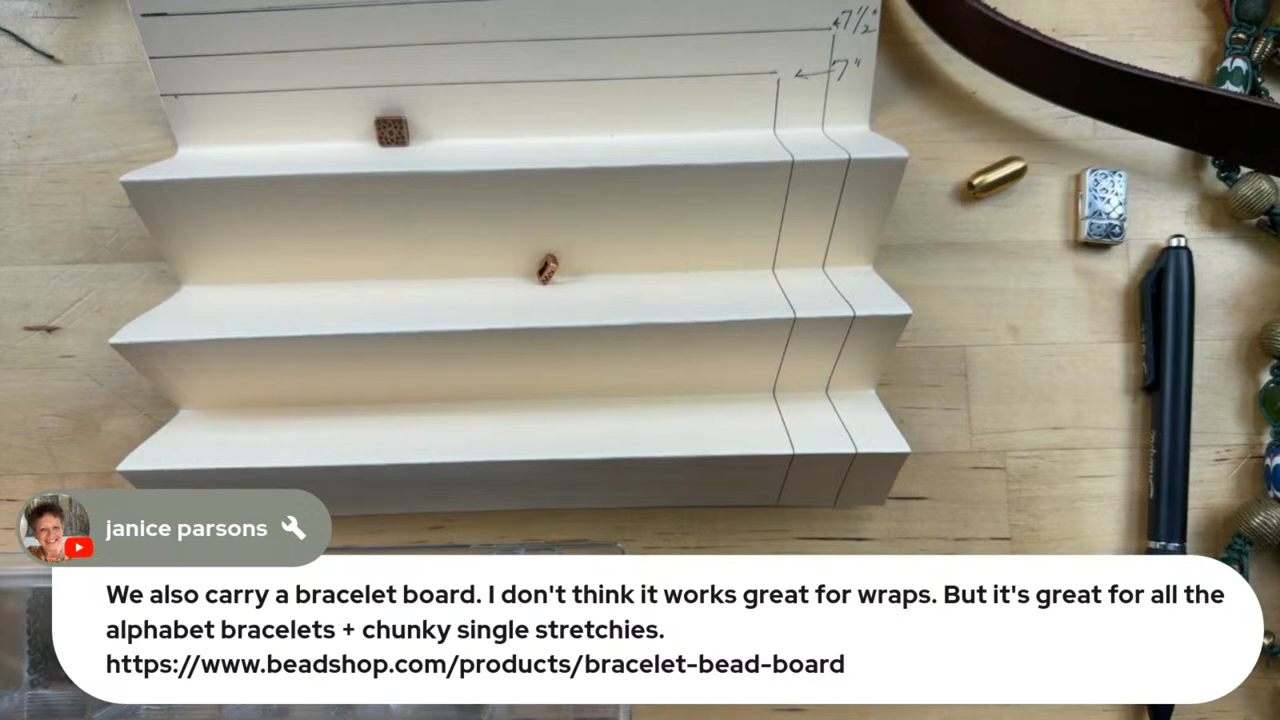 7 1/2"
7"
janice parsons
We also carry a bracelet board. I don't think it works great for wraps. But it's great for all the
alphabet bracelets + chunky single stretchies.
https://www.beadshop.com/products/bracelet-bead-board